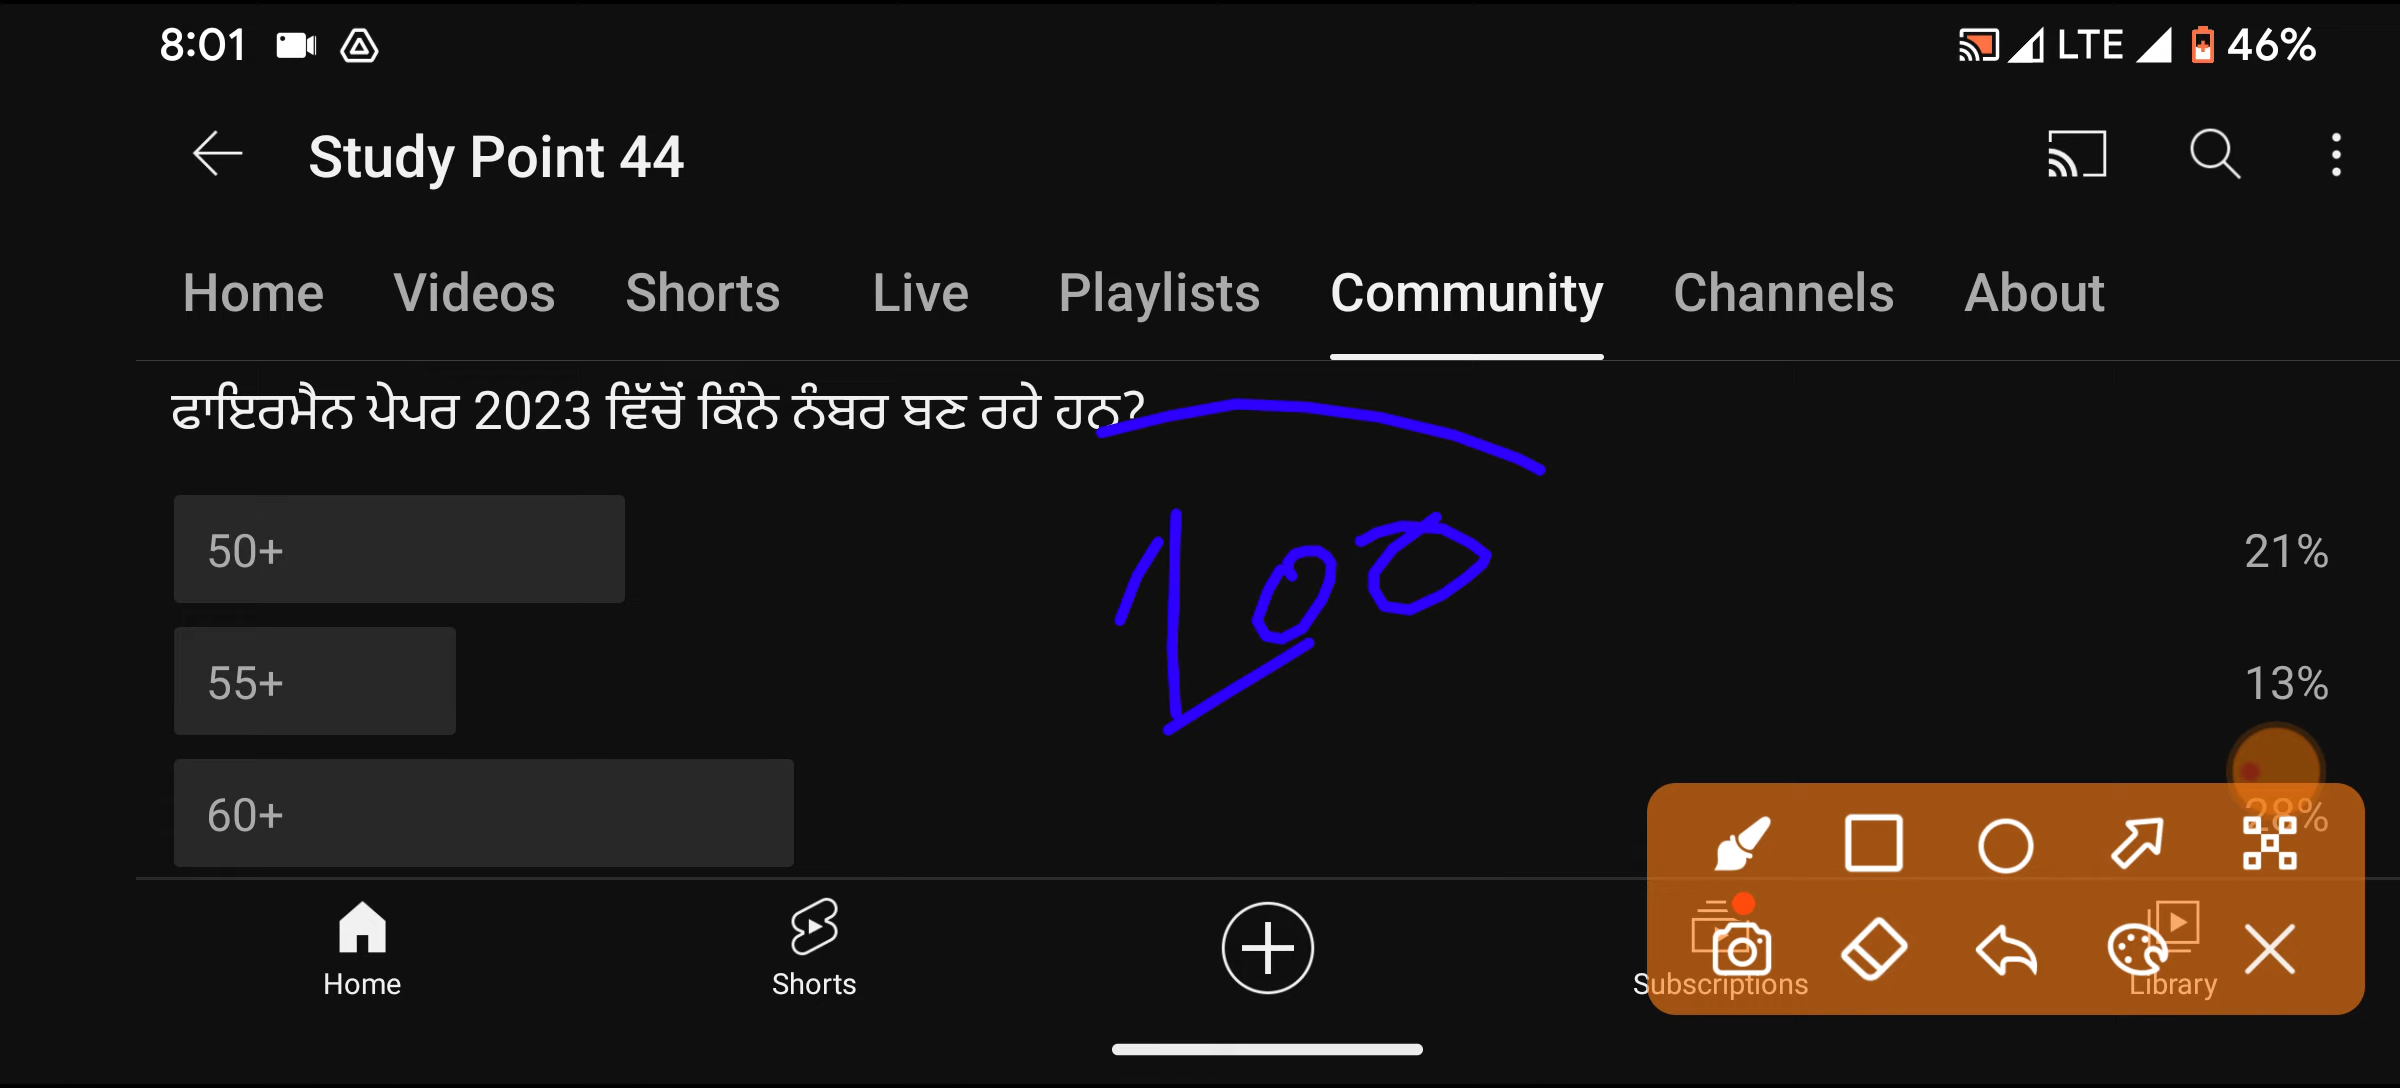 8:01 LTE 46%
Study Point 44
Home Videos Shorts Live Playlists Community Channels About
ਫਾਇਰਮੈਨ ਪੇਪਰ 2023 ਵਿੱਚੋਂ ਕਿੰਨੇ ਨੰਬਰ ਬਣ ਰਹੇ ਹਨ?
100
50+ 21%
55+ 13%
60+ 28%
Home Shorts Subscriptions Library